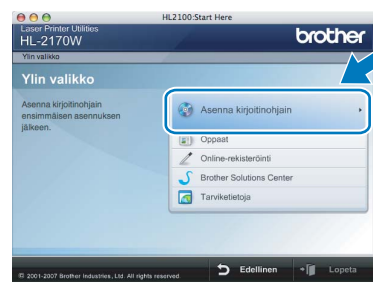 HL2100:Start Here
Laser Printer Utilities
HL-2170W
brother
Ylin valikko
Ylin valikko
Asenna kirjoitinohjain
ensimmäisen asennuksen
jälkeen.
Asenna kirjoitinohjain
Oppaat
Online-rekisteröinti
Brother Solutions Center
Tarviketietoja
© 2001-2007 Brother Industries, Ltd. All rights reserved
Edellinen
Lopeta